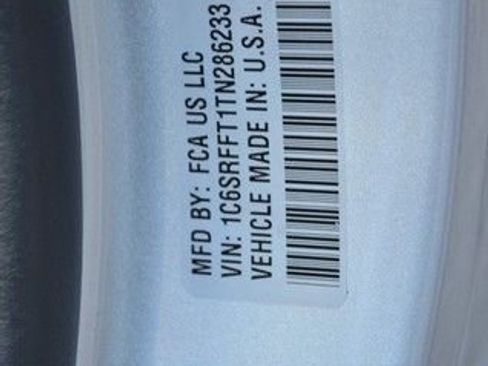 MFD BY: FCA US LLC
VIN: 1C6SRFFT1TN286233
VEHICLE MADE IN: U.S.A.